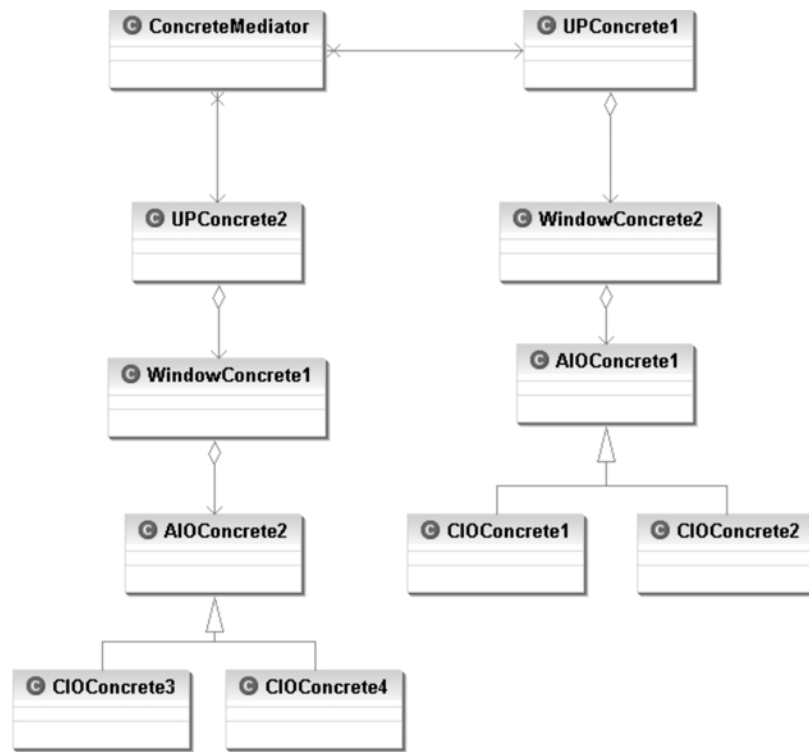 ConcreteMediator
UPConcrete1
UPConcrete2
WindowConcrete2
WindowConcrete1
AIOConcrete1
AIOConcrete2
CIOConcrete1
CIOConcrete2
CIOConcrete3
CIOConcrete4